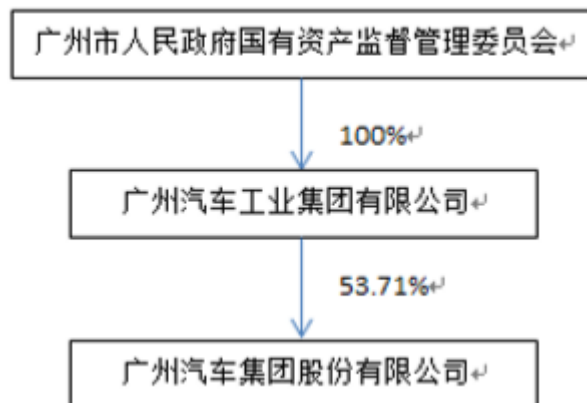 广州市人民政府国有资产监督管理委员会
100%
广州汽车工业集团有限公司
53.71%
广州汽车集团股份有限公司